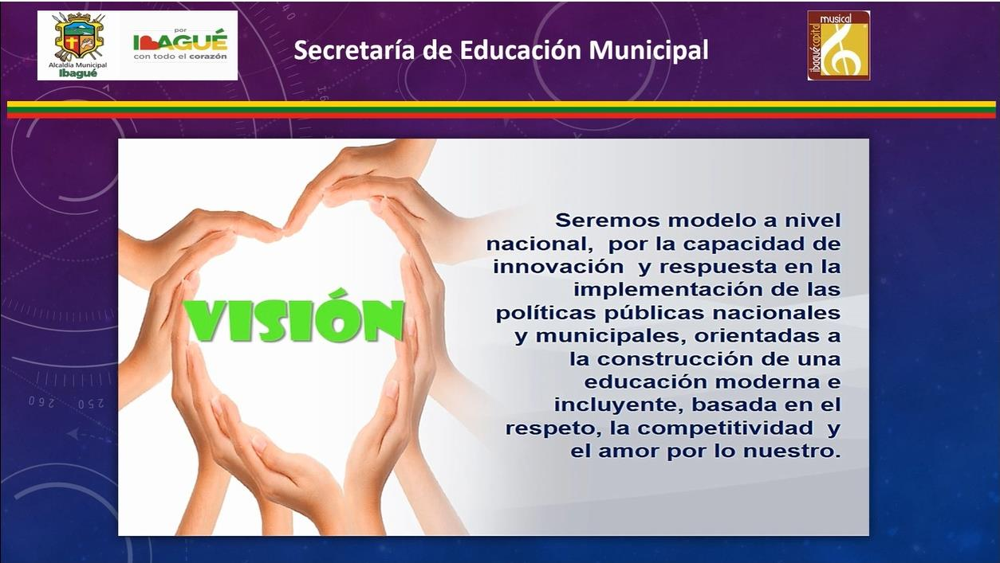 Alcaldía Municipal
Ibagué
por
IBAGUÉ
con todo el corazón
Secretaría de Educación Municipal
musical
ibaguécapital
VISIÓN
Seremos modelo a nivel
nacional,  por la capacidad de
innovación  y respuesta en la
implementación de las
políticas públicas nacionales
y municipales, orientadas a
la construcción de una
educación moderna e
incluyente, basada en el
respeto, la competitividad  y
el amor por lo nuestro.
260
250
40